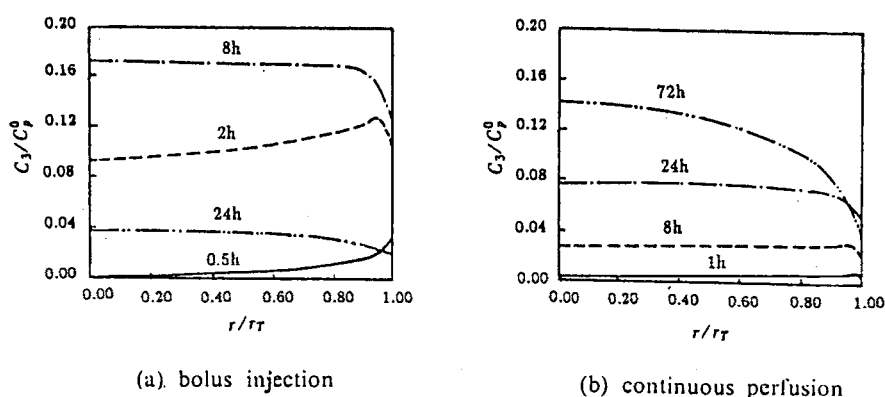 0.20
0.16
0.12
0.08
0.04
0.00
C₃/C⁰ₚ
8h
2h
24h
0.5h
0.00 0.20 0.40 0.60 0.80 1.00
r/r_T
(a). bolus injection
0.20
0.16
0.12
0.08
0.04
0.00
C₃/C⁰ₚ
72h
24h
8h
1h
0.00 0.20 0.40 0.60 0.80 1.00
r/r_T
(b) continuous perfusion